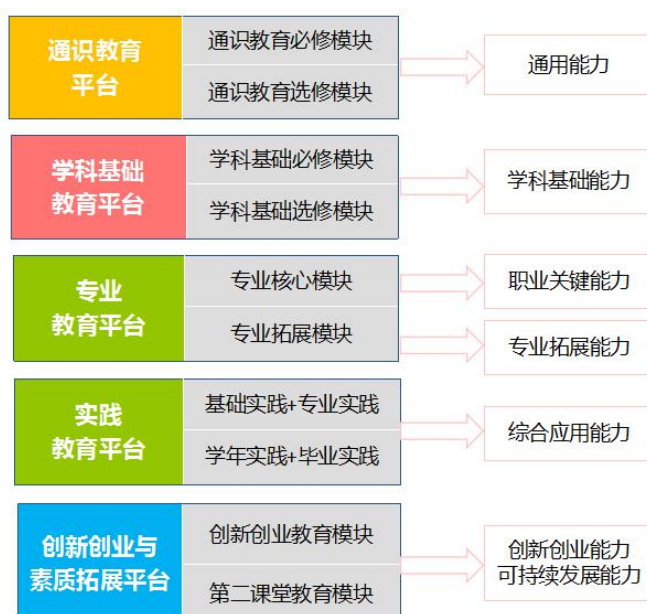 通识教育
平台
通识教育必修模块
通识教育选修模块
通用能力
学科基础
教育平台
学科基础必修模块
学科基础选修模块
学科基础能力
专业
教育平台
专业核心模块
专业拓展模块
职业关键能力
专业拓展能力
实践
教育平台
基础实践+专业实践
学年实践+毕业实践
综合应用能力
创新创业与
素质拓展平台
创新创业教育模块
第二课堂教育模块
创新创业能力
可持续发展能力